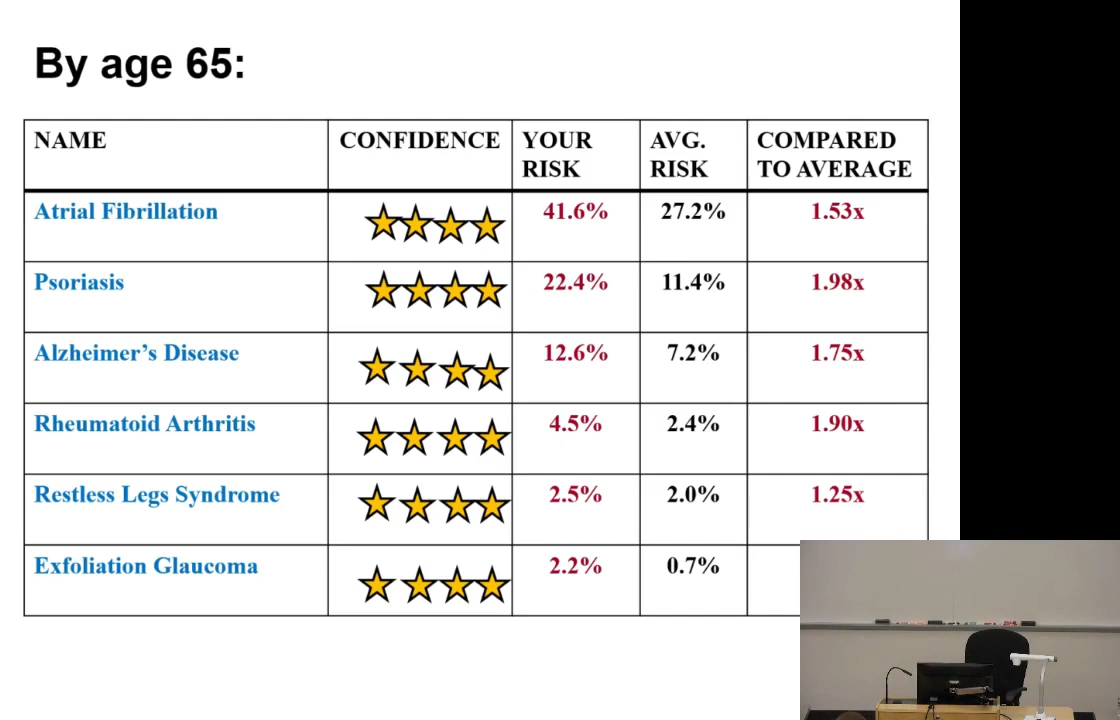 By age 65:
NAME CONFIDENCE YOUR RISK AVG. RISK COMPARED TO AVERAGE
Atrial Fibrillation 41.6% 27.2% 1.53x
Psoriasis 22.4% 11.4% 1.98x
Alzheimer’s Disease 12.6% 7.2% 1.75x
Rheumatoid Arthritis 4.5% 2.4% 1.90x
Restless Legs Syndrome 2.5% 2.0% 1.25x
Exfoliation Glaucoma 2.2% 0.7%